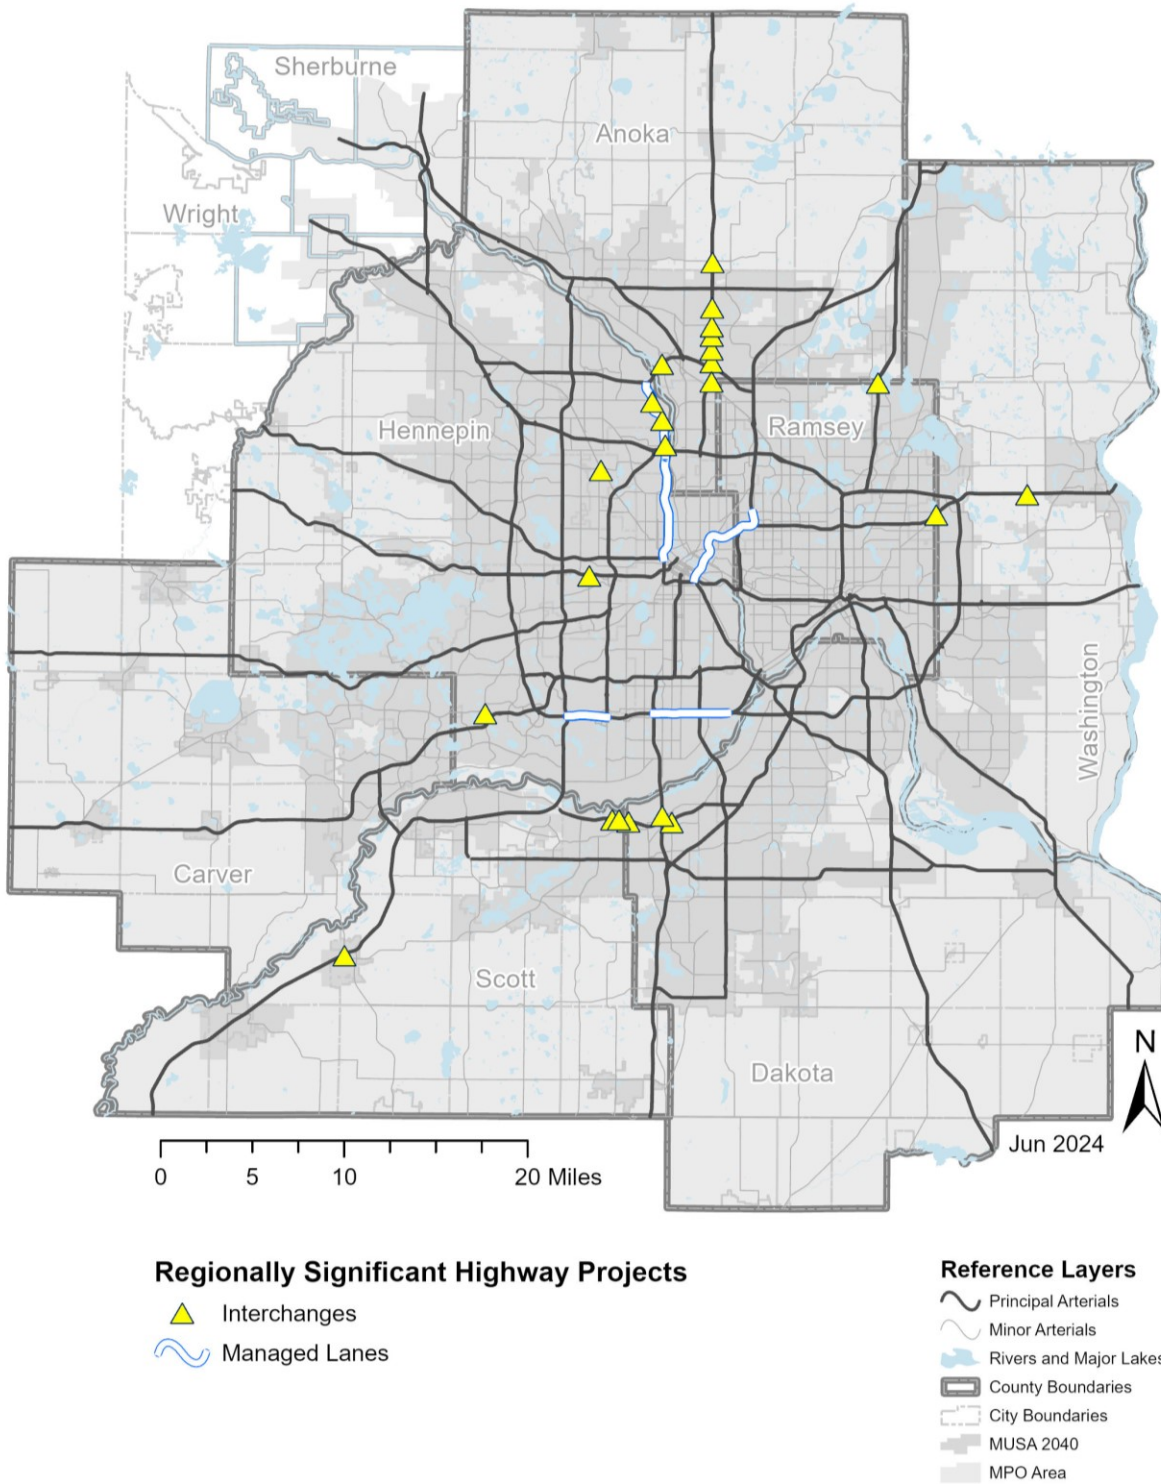 Sherburne
Anoka
Wright
Hennepin
Ramsey
Washington
Carver
Scott
Dakota
N
Jun 2024
0 5 10 20 Miles
Regionally Significant Highway Projects
Interchanges
Managed Lanes
Reference Layers
Principal Arterials
Minor Arterials
Rivers and Major Lakes
County Boundaries
City Boundaries
MUSA 2040
MPO Area